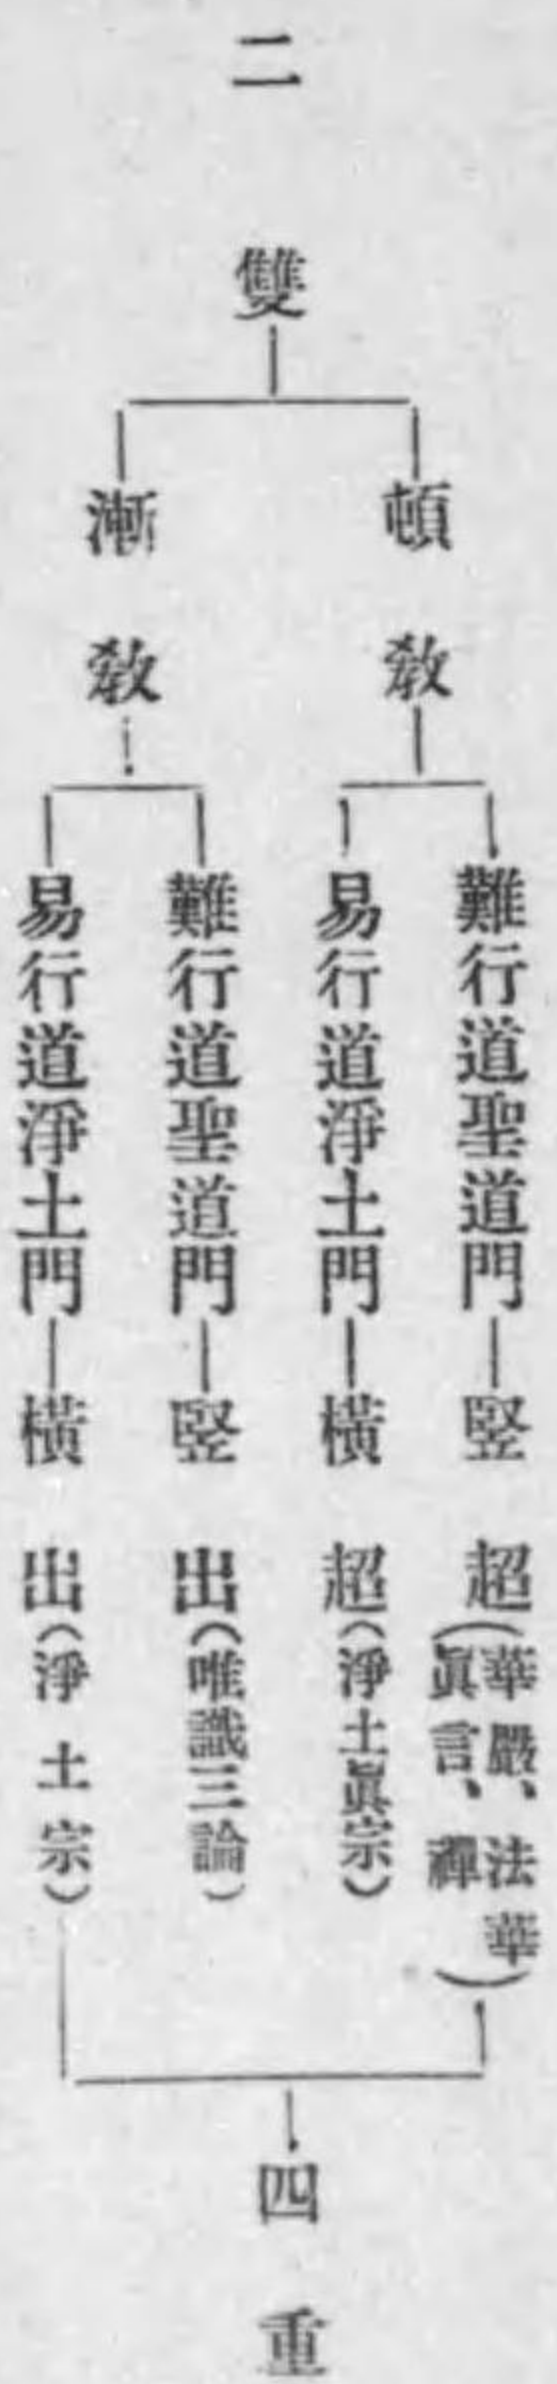 二雙
頓教
難行道聖道門
竪超(華嚴、法華
眞言、禪)
易行道淨土門
橫超(淨土眞宗)
漸教
難行道聖道門
竪出(唯識三論)
易行道淨土門
橫出(淨土宗)
四重